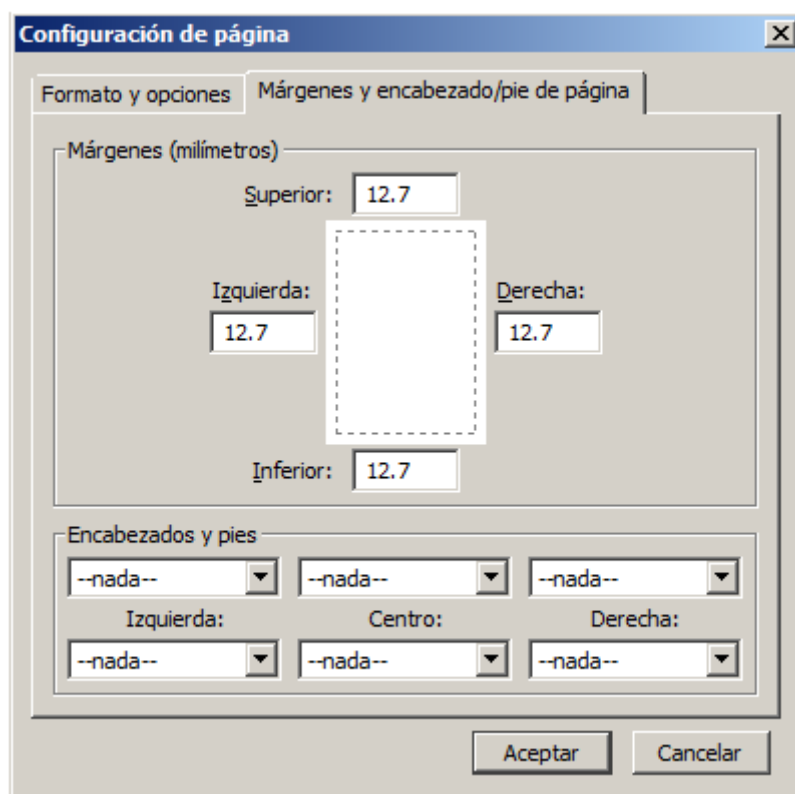 Configuración de página
Formato y opciones
Márgenes y encabezado/pie de página
Márgenes (milímetros)
Superior: 12.7
Izquierda:
Derecha:
12.7
12.7
Inferior: 12.7
Encabezados y pies
--nada-- --nada-- --nada--
Izquierda: Centro: Derecha:
--nada-- --nada-- --nada--
Aceptar Cancelar